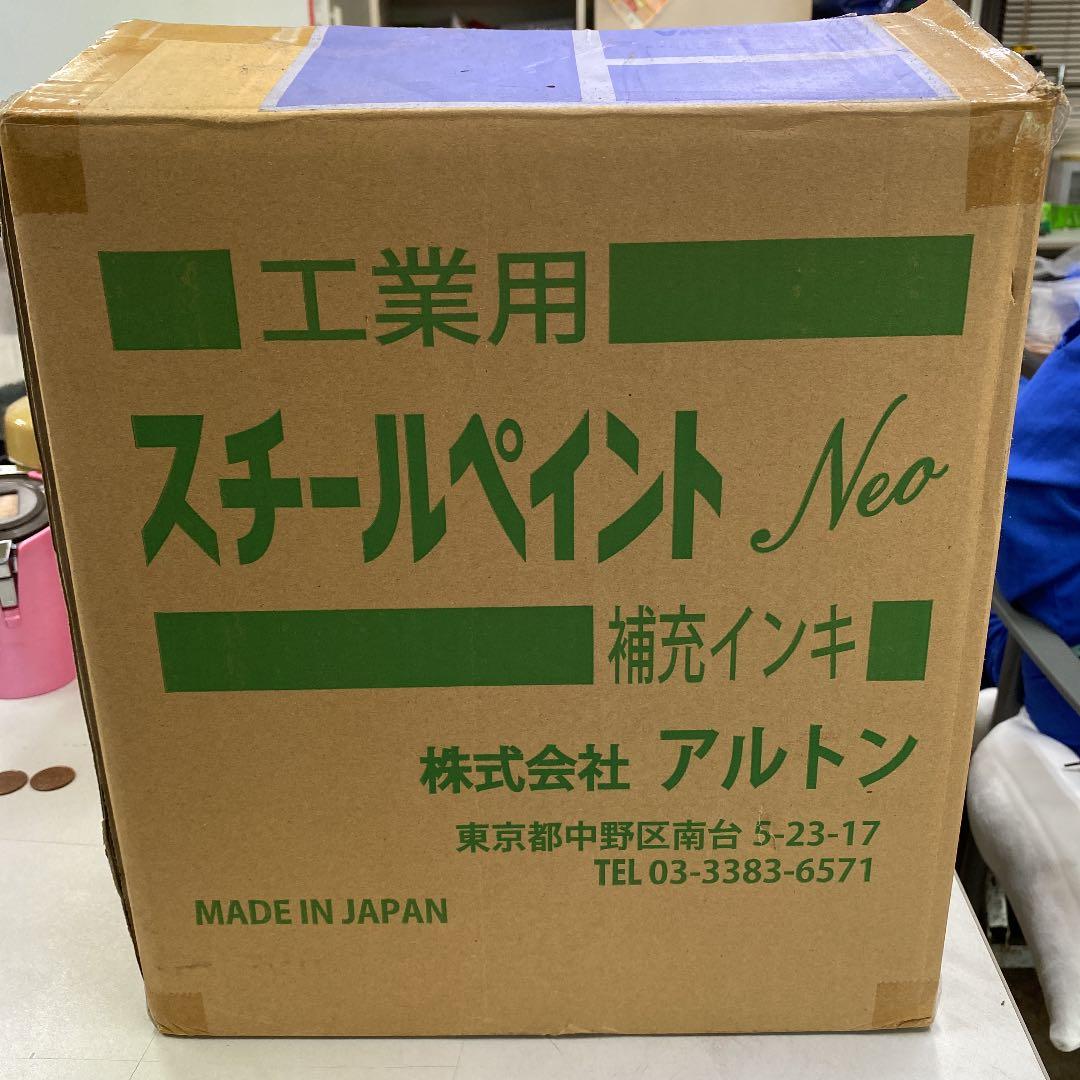 工業用
スチールペイント Neo
補充インキ
株式会社 アルトン
東京都中野区南台 5-23-17
TEL 03-3383-6571
MADE IN JAPAN